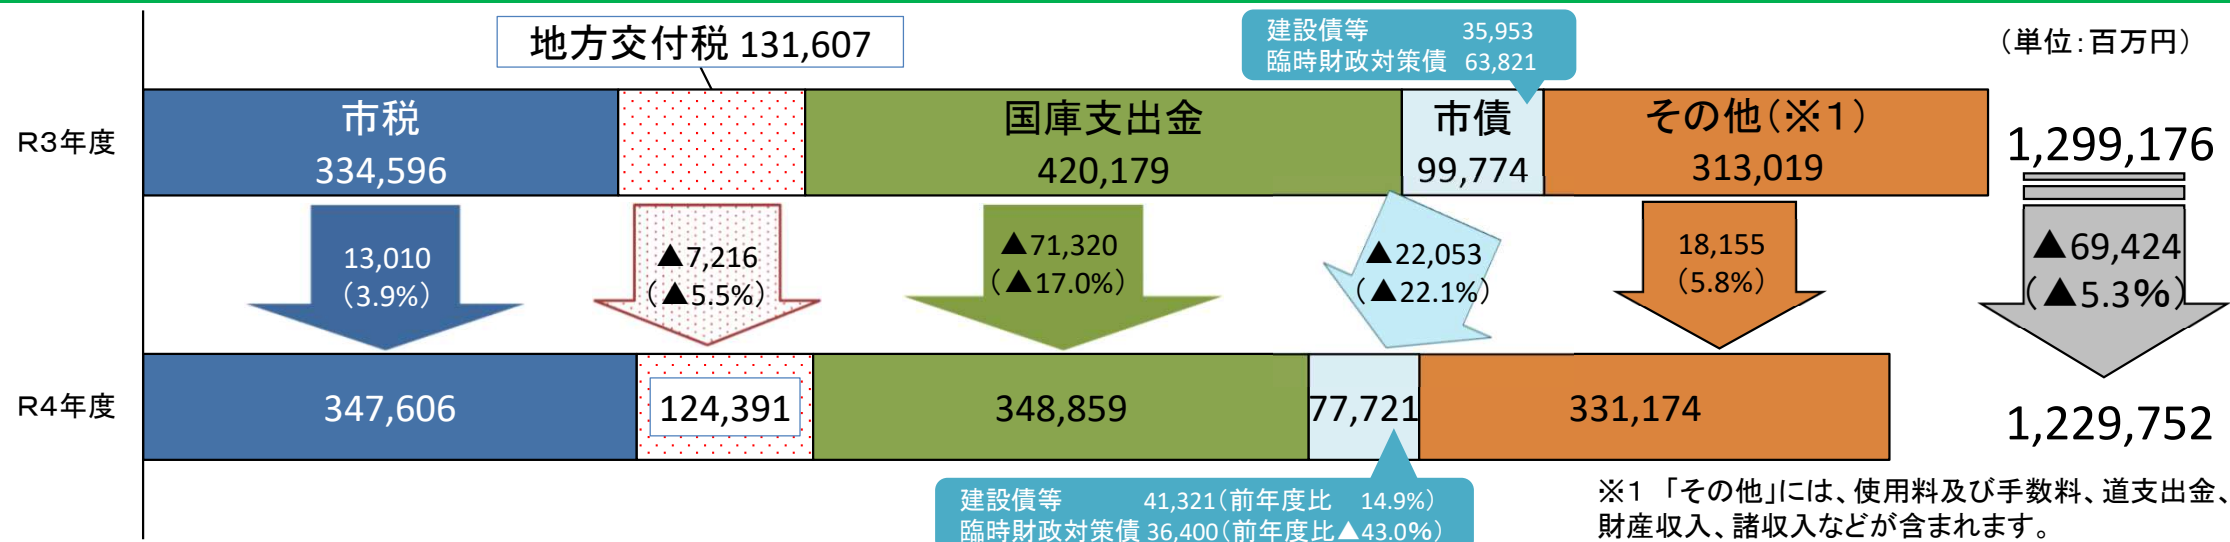 地方交付税 131,607
建設債等 35,953
臨時財政対策債 63,821
（単位：百万円）
R3年度
市税
334,596
国庫支出金
420,179
市債
99,774
その他（※1）
313,019
1,299,176
13,010
（3.9%）
▲7,216
（▲5.5%）
▲71,320
（▲17.0%）
▲22,053
（▲22.1%）
18,155
（5.8%）
▲69,424
（▲5.3%）
R4年度
347,606
124,391
348,859
77,721
331,174
1,229,752
建設債等 41,321（前年度比 14.9%）
臨時財政対策債 36,400（前年度比▲43.0%）
※1 「その他」には、使用料及び手数料、道支出金、
財産収入、諸収入などが含まれます。